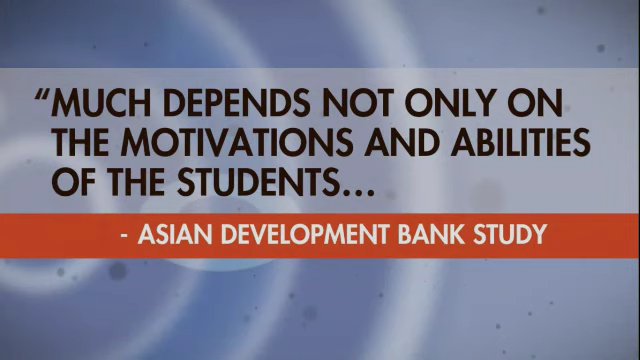 “MUCH DEPENDS NOT ONLY ON
THE MOTIVATIONS AND ABILITIES
OF THE STUDENTS...
- ASIAN DEVELOPMENT BANK STUDY